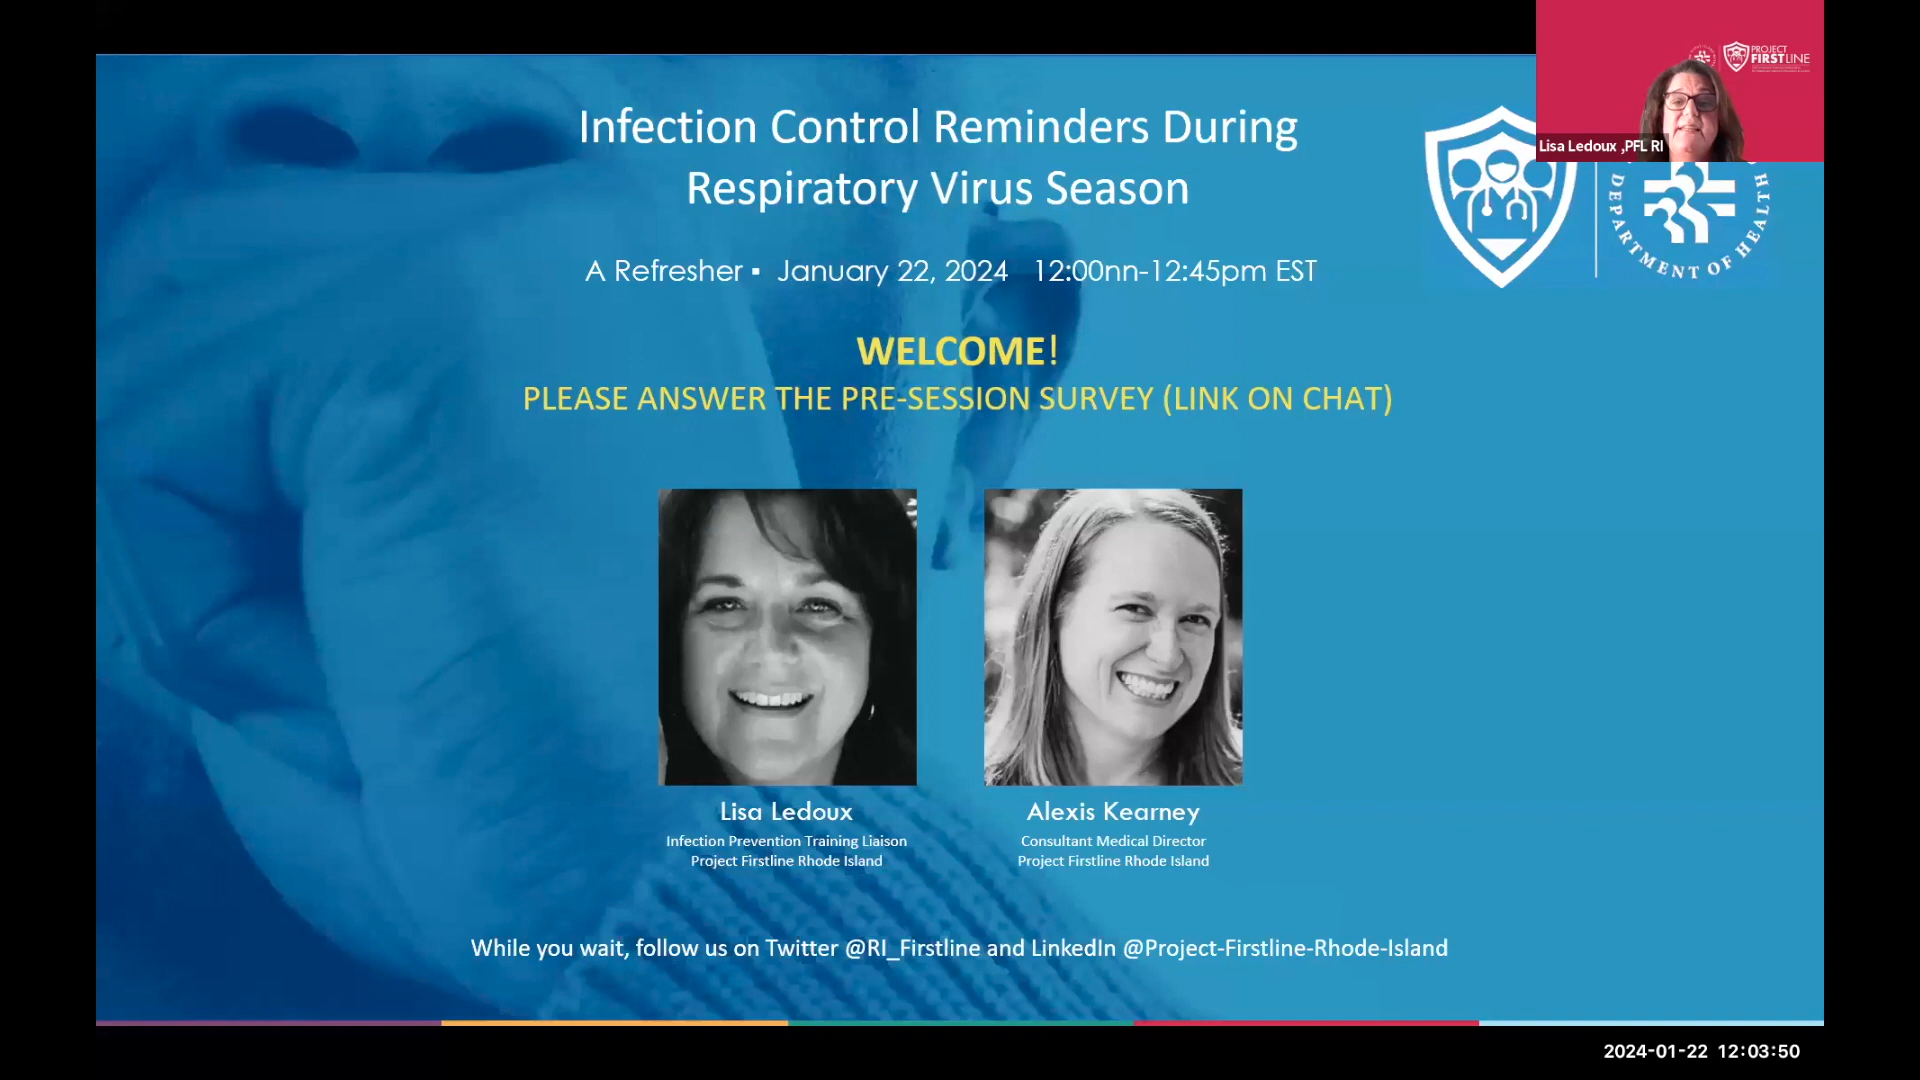 PROJECT
FIRSTLINE
Lisa Ledoux ,PFL RI
Infection Control Reminders During
Respiratory Virus Season
DEPARTMENT OF HEALTH
A Refresher ▪ January 22, 2024 12:00nn-12:45pm EST
WELCOME!
PLEASE ANSWER THE PRE-SESSION SURVEY (LINK ON CHAT)
Lisa Ledoux
Infection Prevention Training Liaison
Project Firstline Rhode Island
Alexis Kearney
Consultant Medical Director
Project Firstline Rhode Island
While you wait, follow us on Twitter @RI_Firstline and LinkedIn @Project-Firstline-Rhode-Island
2024-01-22 12:03:50